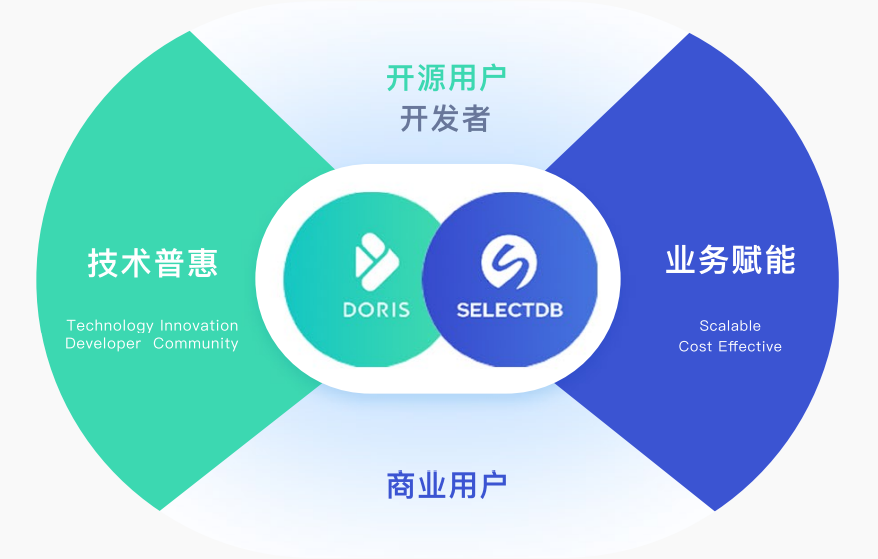 开源用户
开发者
技术普惠
Technology Innovation
Developer Community
DORIS
SELECTDB
业务赋能
Scalable
Cost Effective
商业用户